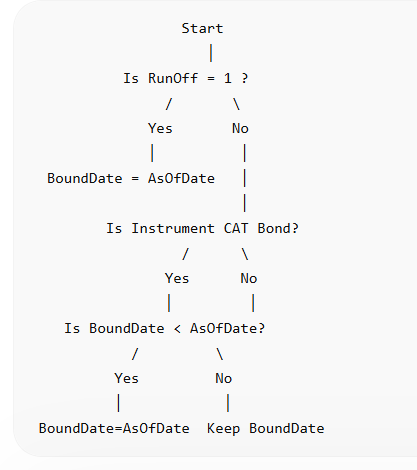 Start
Is RunOff = 1 ?
Yes No
BoundDate = AsOfDate
Is Instrument CAT Bond?
Yes No
Is BoundDate < AsOfDate?
Yes No
BoundDate=AsOfDate Keep BoundDate